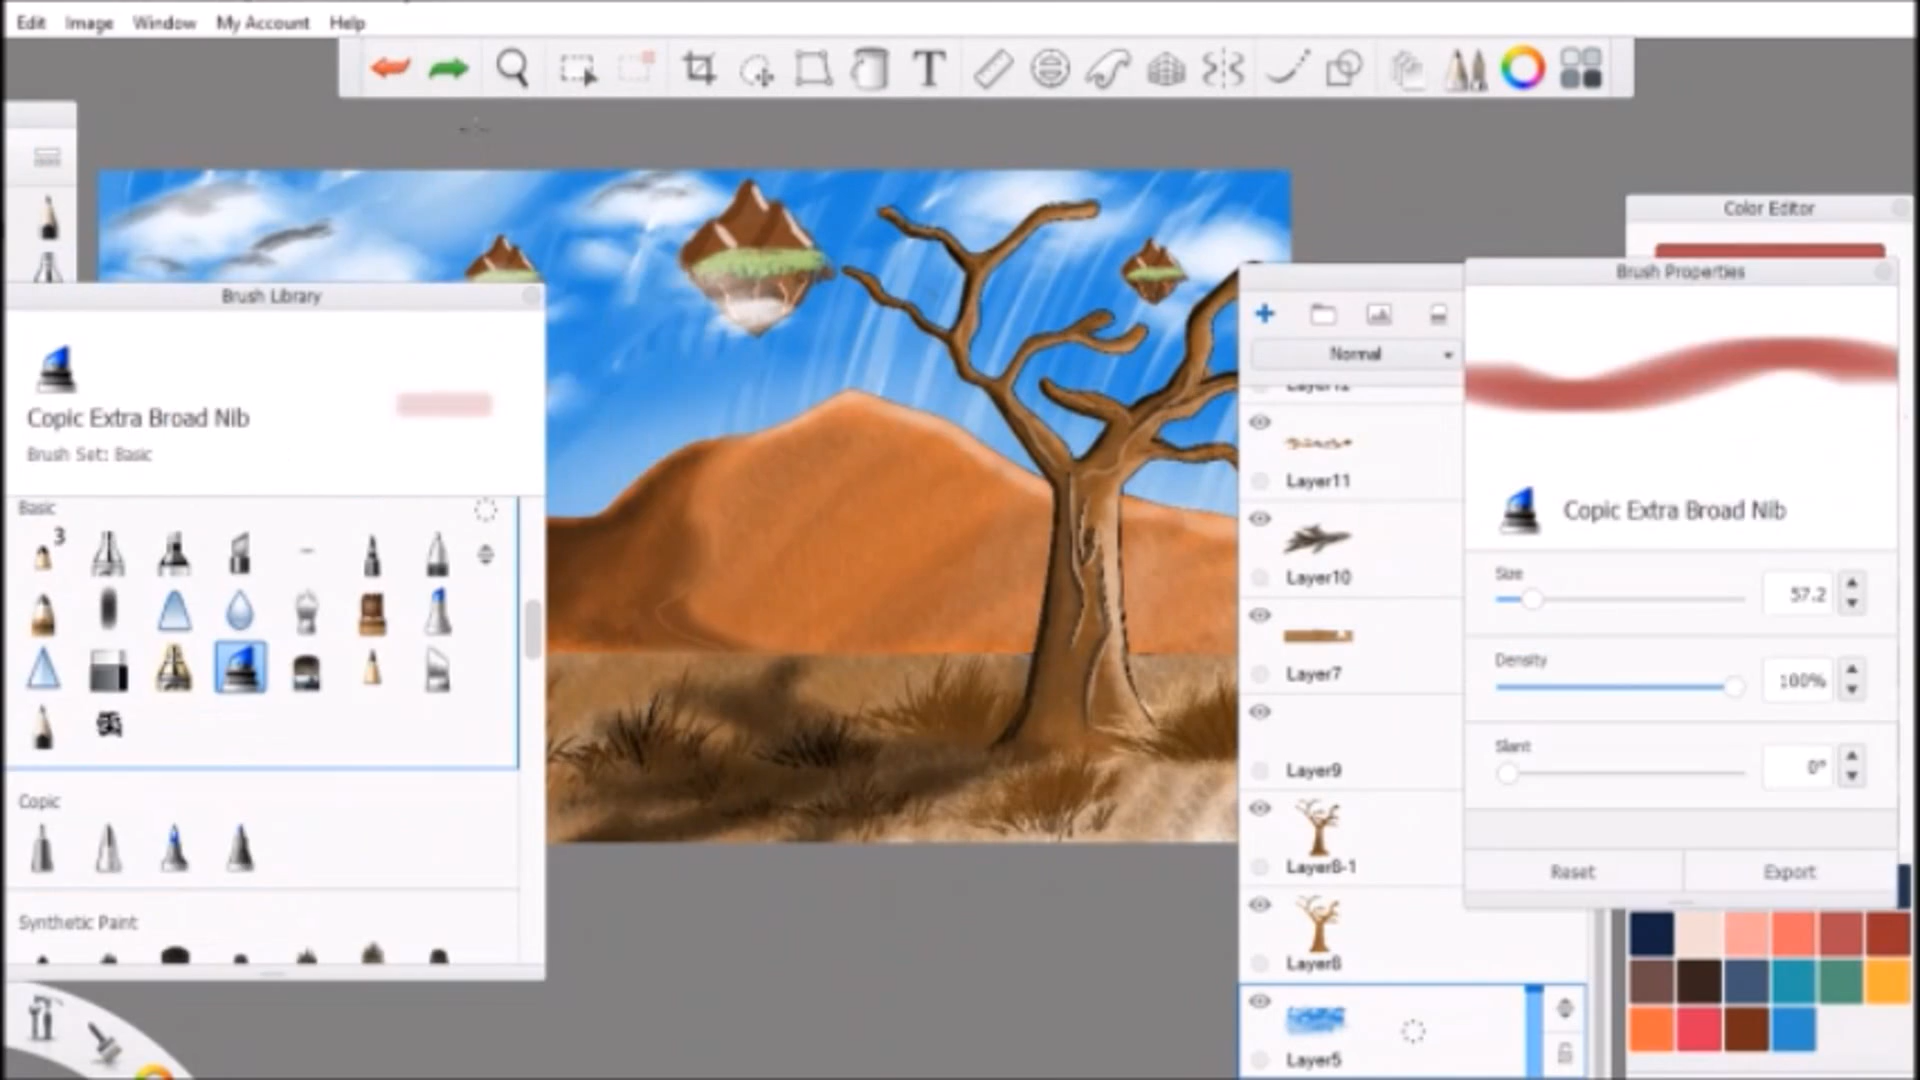 Edit Image Window My Account Help
T
Color Editor
Brush Properties
Brush Library
Copic Extra Broad Nib
Brush Set: Basic
Basic
3
Copic
Synthetic Paint
Normal
Layer12
Layer11
Layer10
Layer7
Layer9
Layer8-1
Layer8
Layer5
Copic Extra Broad Nib
Size
57.2
Density
100%
Slant
0°
Reset Export